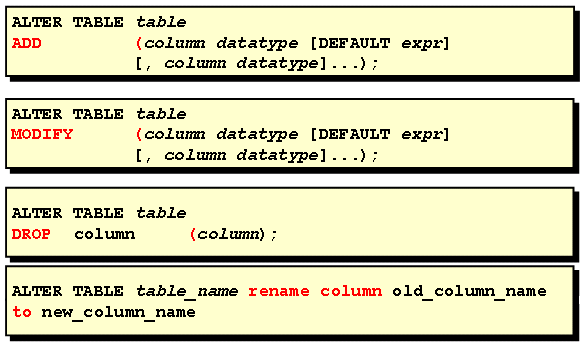 ALTER TABLE table
ADD (column datatype [DEFAULT expr]
[, column datatype]...);
ALTER TABLE table
MODIFY (column datatype [DEFAULT expr]
[, column datatype]...);
ALTER TABLE table
DROP column (column);
ALTER TABLE table_name rename column old_column_name
to new_column_name